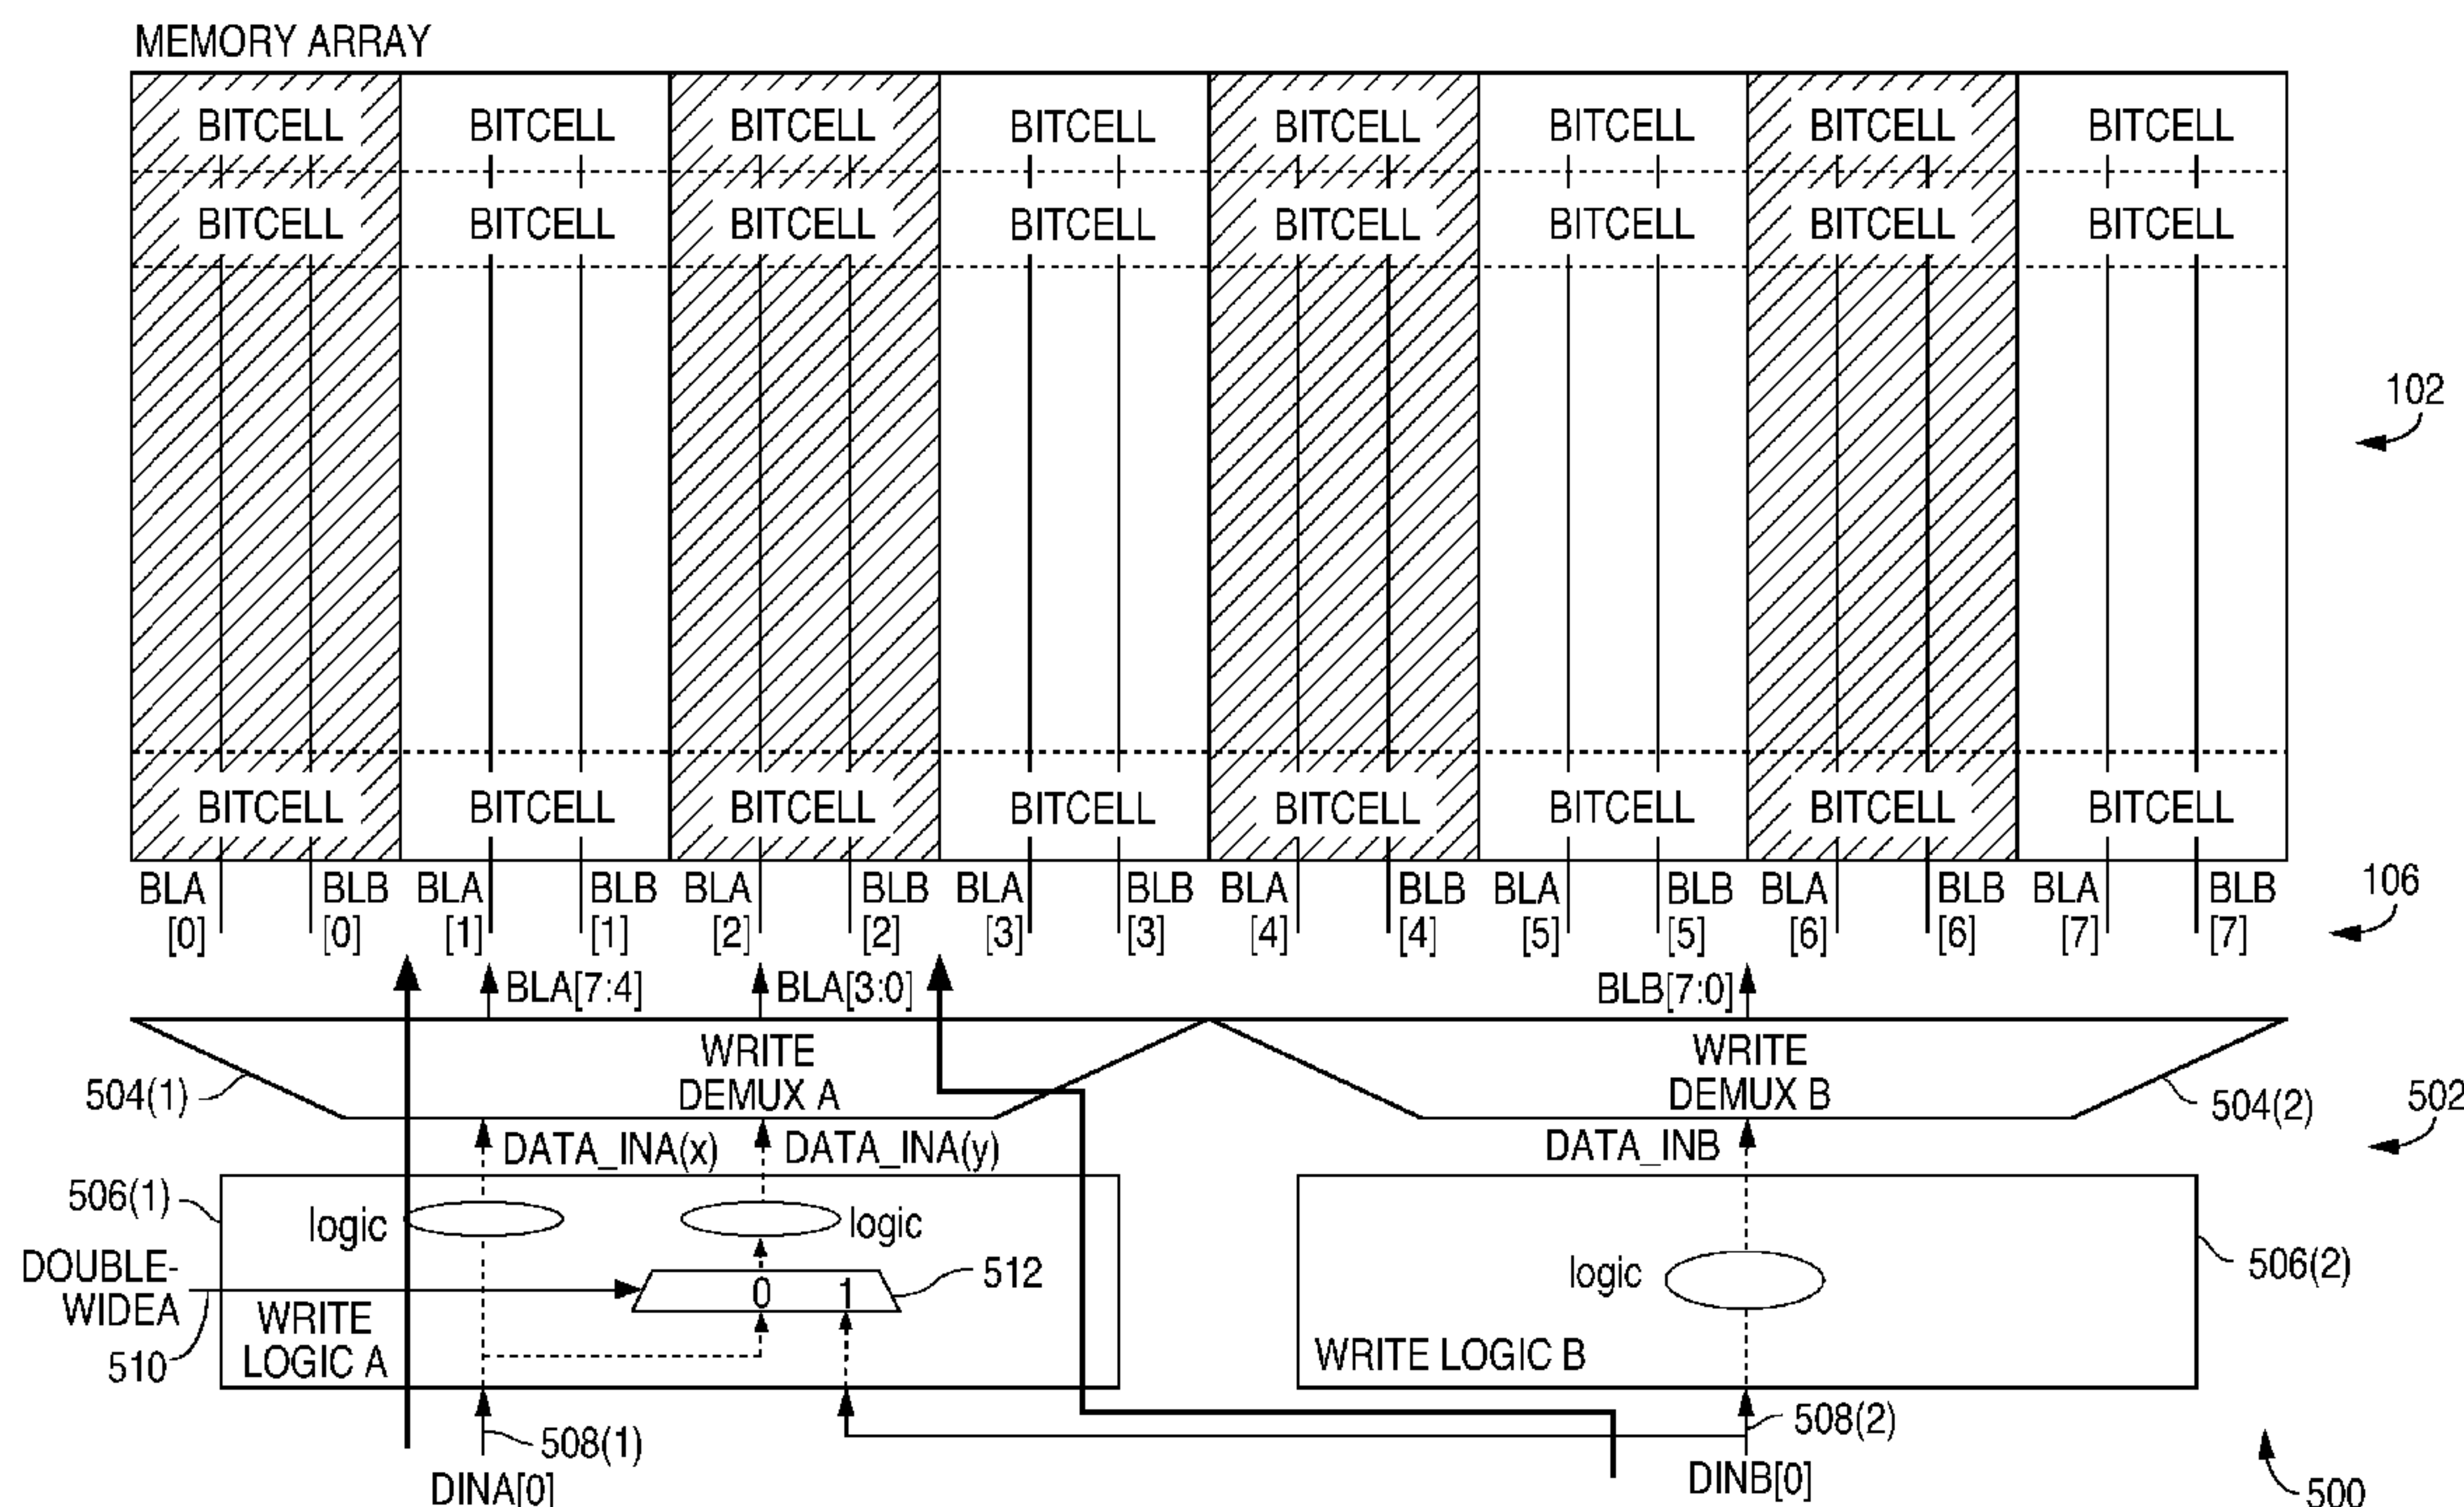 MEMORY ARRAY
BITCELL BITCELL BITCELL BITCELL BITCELL BITCELL BITCELL BITCELL
BITCELL BITCELL BITCELL BITCELL BITCELL BITCELL BITCELL BITCELL
102
BITCELL BITCELL BITCELL BITCELL BITCELL BITCELL BITCELL BITCELL
BLA BLB BLA BLB BLA BLB BLA BLB BLA BLB BLA BLB BLA BLB BLA BLB
106
[0] [0] [1] [1] [2] [2] [3] [3] [4] [4] [5] [5] [6] [6] [7] [7]
BLA[7:4] BLA[3:0] BLB[7:0]
WRITE WRITE
DEMUX A DEMUX B
504(1) 504(2) 502
DATA_INA(x) DATA_INA(y) DATA_INB
506(1)
logic logic
DOUBLE-
WIDEA
0 1 512 logic 506(2)
WRITE
LOGIC A WRITE LOGIC B
510
508(1) 508(2)
DINA[0] DINB[0]
500